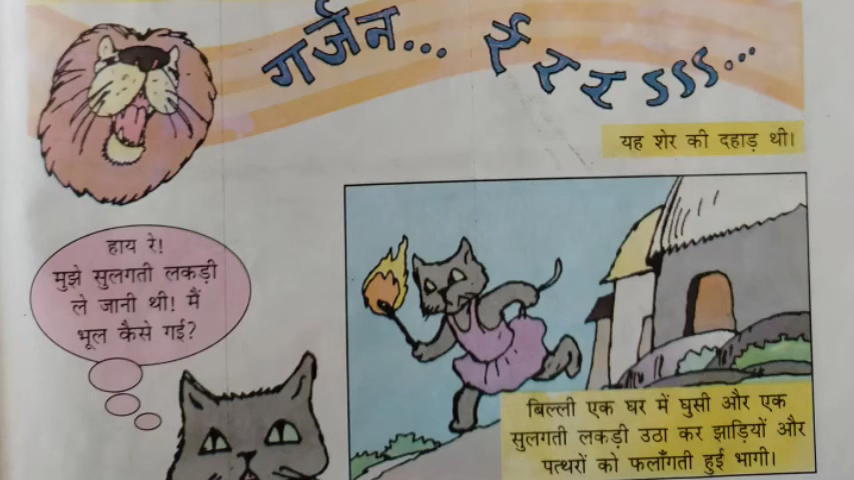 गर्जन... र्र र र ऽऽऽ...
यह शेर की दहाड़ थी।
हाय रे!
मुझे सुलगती लकड़ी
ले जानी थी! मैं
भूल कैसे गई?
बिल्ली एक घर में घुसी और एक
सुलगती लकड़ी उठा कर झाड़ियों और
पत्थरों को फलाँगती हुई भागी।